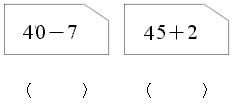 40－7 45＋2
（ ） （ ）